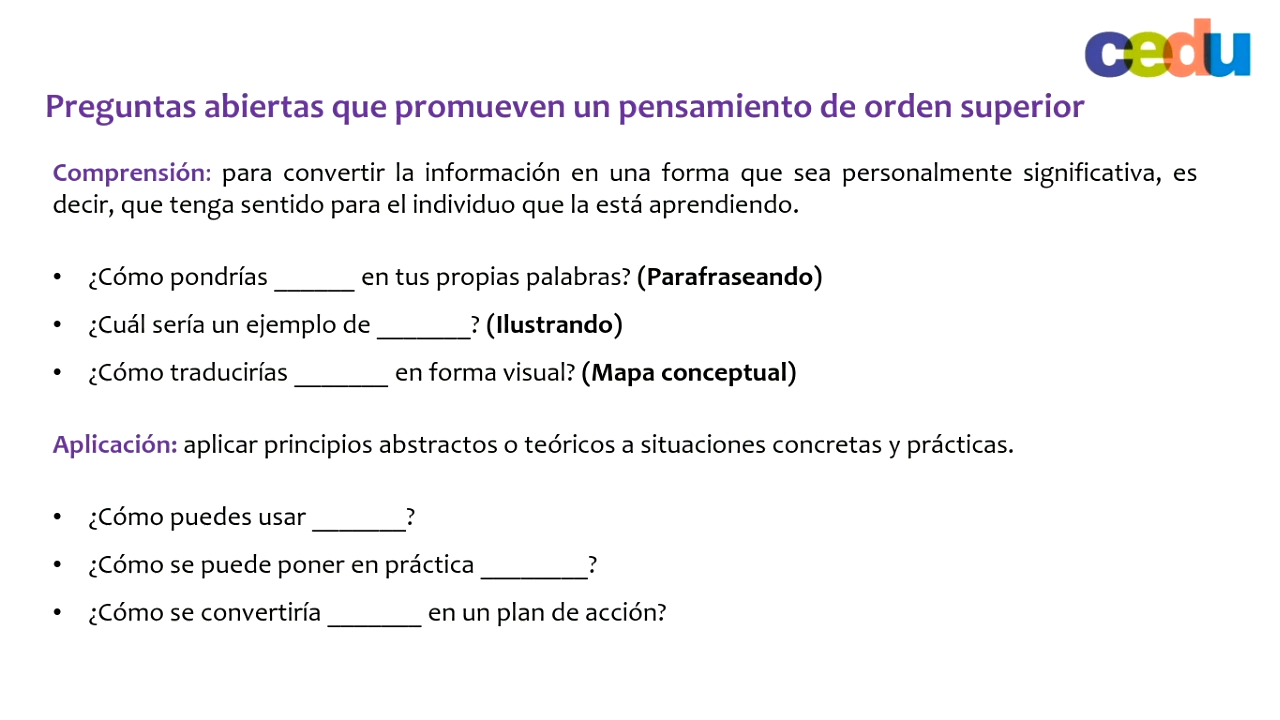 cedu
Preguntas abiertas que promueven un pensamiento de orden superior
Comprensión: para convertir la información en una forma que sea personalmente significativa, es
decir, que tenga sentido para el individuo que la está aprendiendo.
• ¿Cómo pondrías ______ en tus propias palabras? (Parafraseando)
• ¿Cuál sería un ejemplo de _______? (Ilustrando)
• ¿Cómo traducirías _______ en forma visual? (Mapa conceptual)
Aplicación: aplicar principios abstractos o teóricos a situaciones concretas y prácticas.
• ¿Cómo puedes usar _______?
• ¿Cómo se puede poner en práctica ________?
• ¿Cómo se convertiría _______ en un plan de acción?